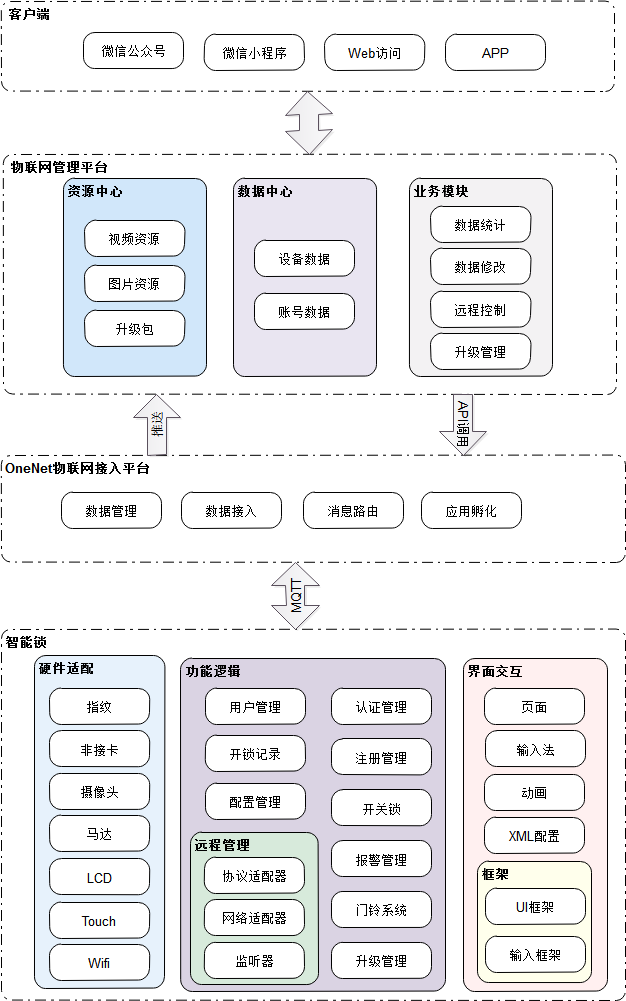 客户端
微信公众号
微信小程序
Web访问
APP
物联网管理平台
资源中心
视频资源
图片资源
升级包
数据中心
设备数据
账号数据
业务模块
数据统计
数据修改
远程控制
升级管理
推送
API调用
OneNet物联网接入平台
数据管理
数据接入
消息路由
应用孵化
MQTT
智能锁
硬件适配
指纹
非接卡
摄像头
马达
LCD
Touch
Wifi
功能逻辑
用户管理
开锁记录
配置管理
远程管理
协议适配器
网络适配器
监听器
认证管理
注册管理
开关锁
报警管理
门铃系统
升级管理
界面交互
页面
输入法
动画
XML配置
框架
UI框架
输入框架